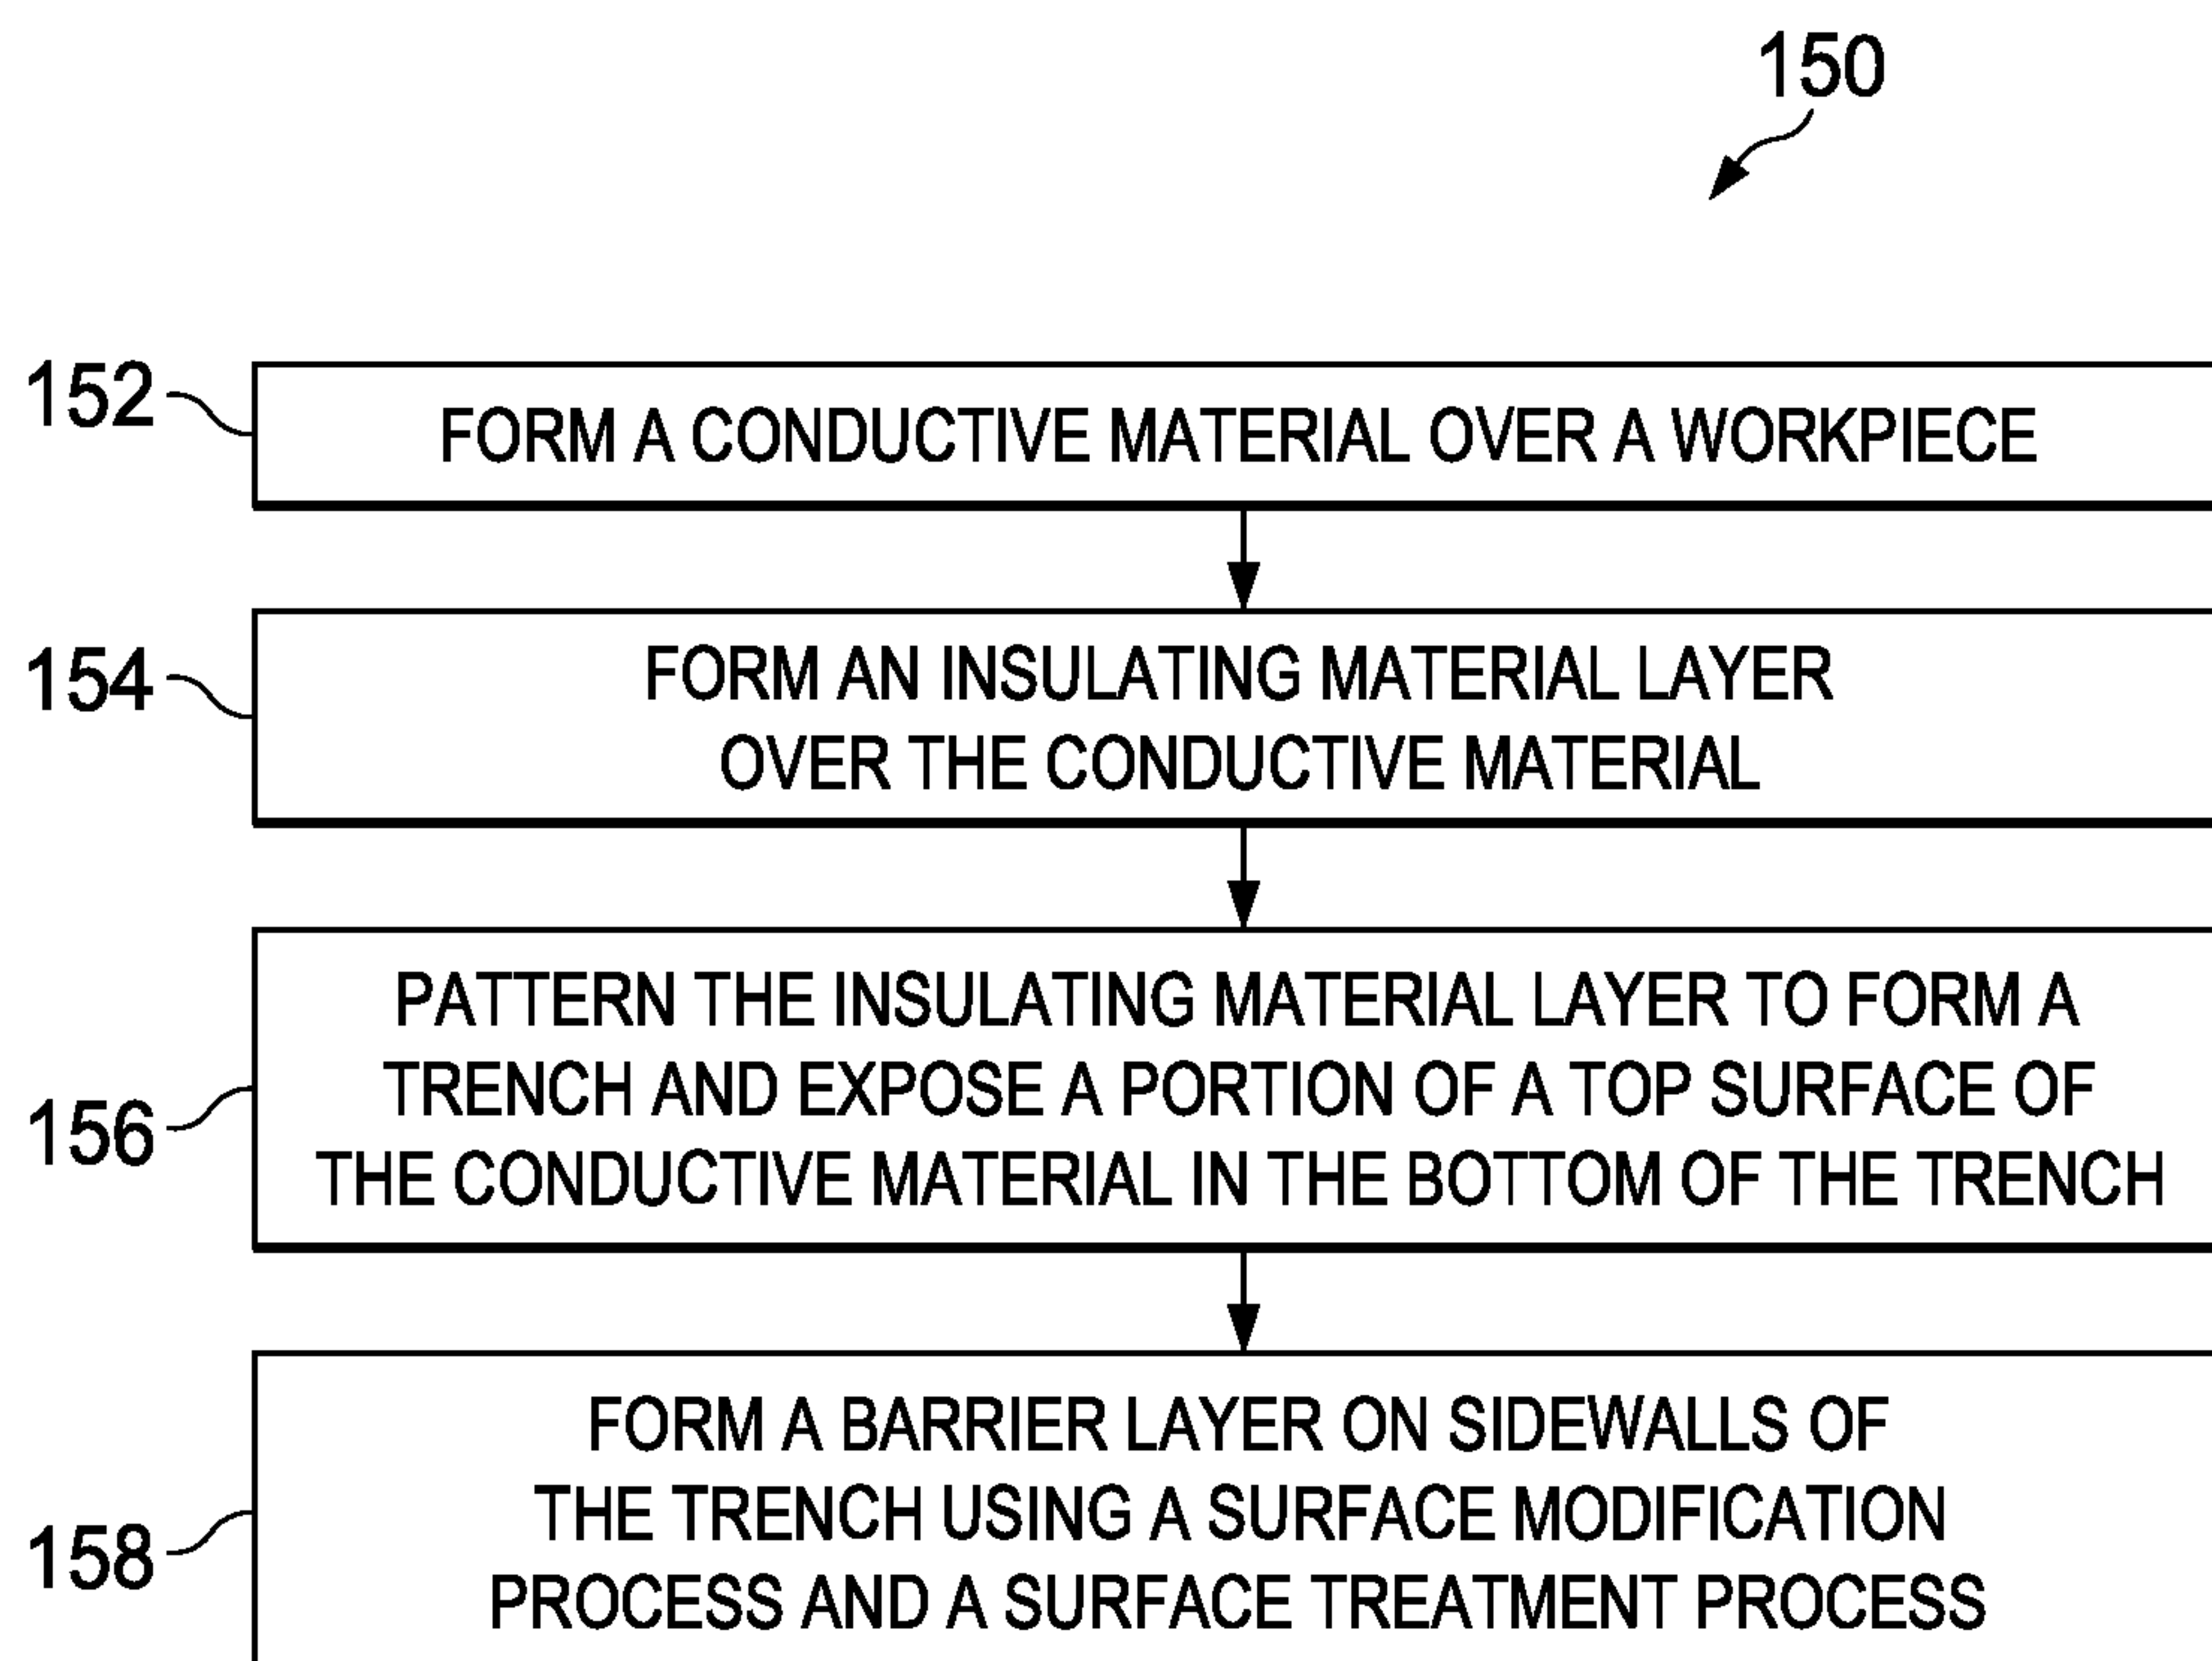 150
152
FORM A CONDUCTIVE MATERIAL OVER A WORKPIECE
154
FORM AN INSULATING MATERIAL LAYER
OVER THE CONDUCTIVE MATERIAL
156
PATTERN THE INSULATING MATERIAL LAYER TO FORM A
TRENCH AND EXPOSE A PORTION OF A TOP SURFACE OF
THE CONDUCTIVE MATERIAL IN THE BOTTOM OF THE TRENCH
158
FORM A BARRIER LAYER ON SIDEWALLS OF
THE TRENCH USING A SURFACE MODIFICATION
PROCESS AND A SURFACE TREATMENT PROCESS